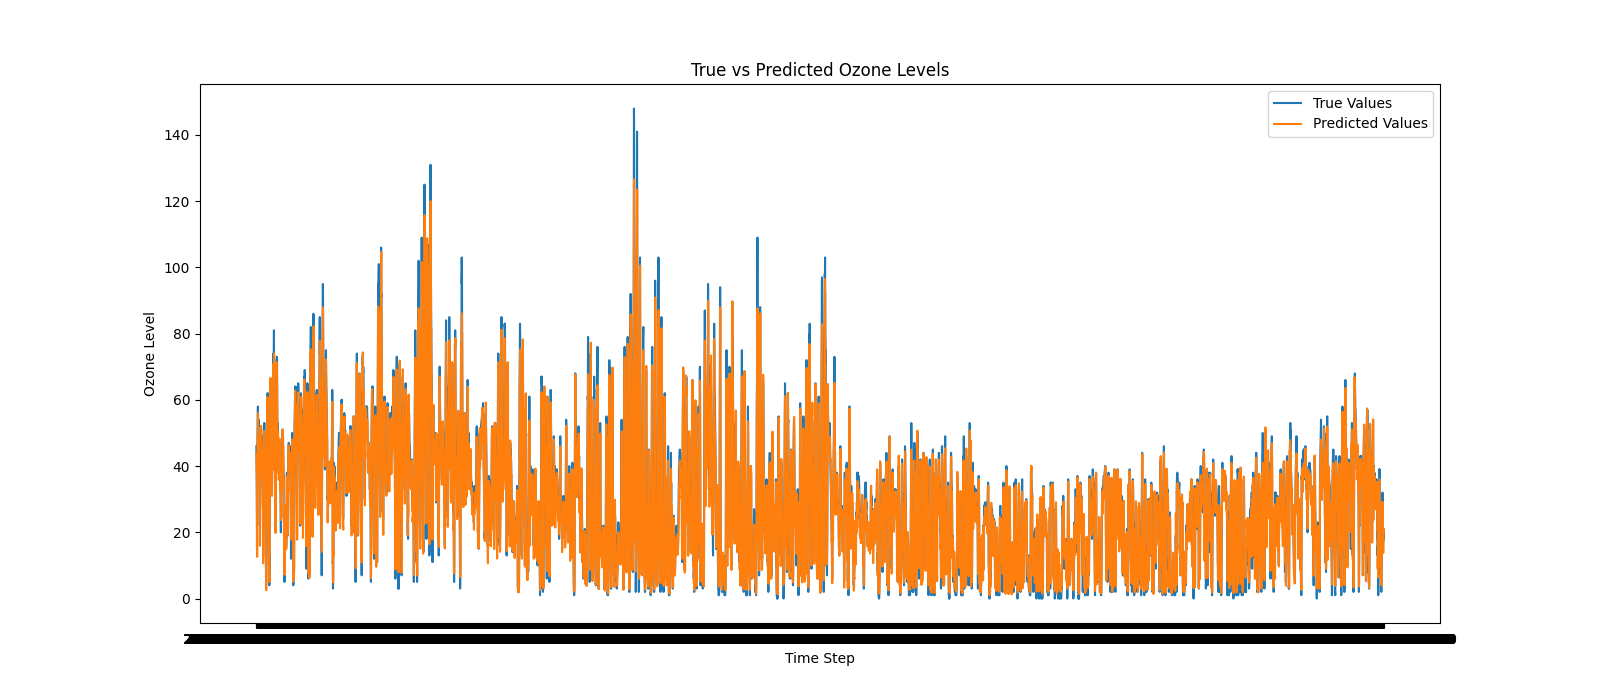 True vs Predicted Ozone Levels
True Values
Predicted Values
140
120
100
80
60
40
20
0
Ozone Level
Time Step